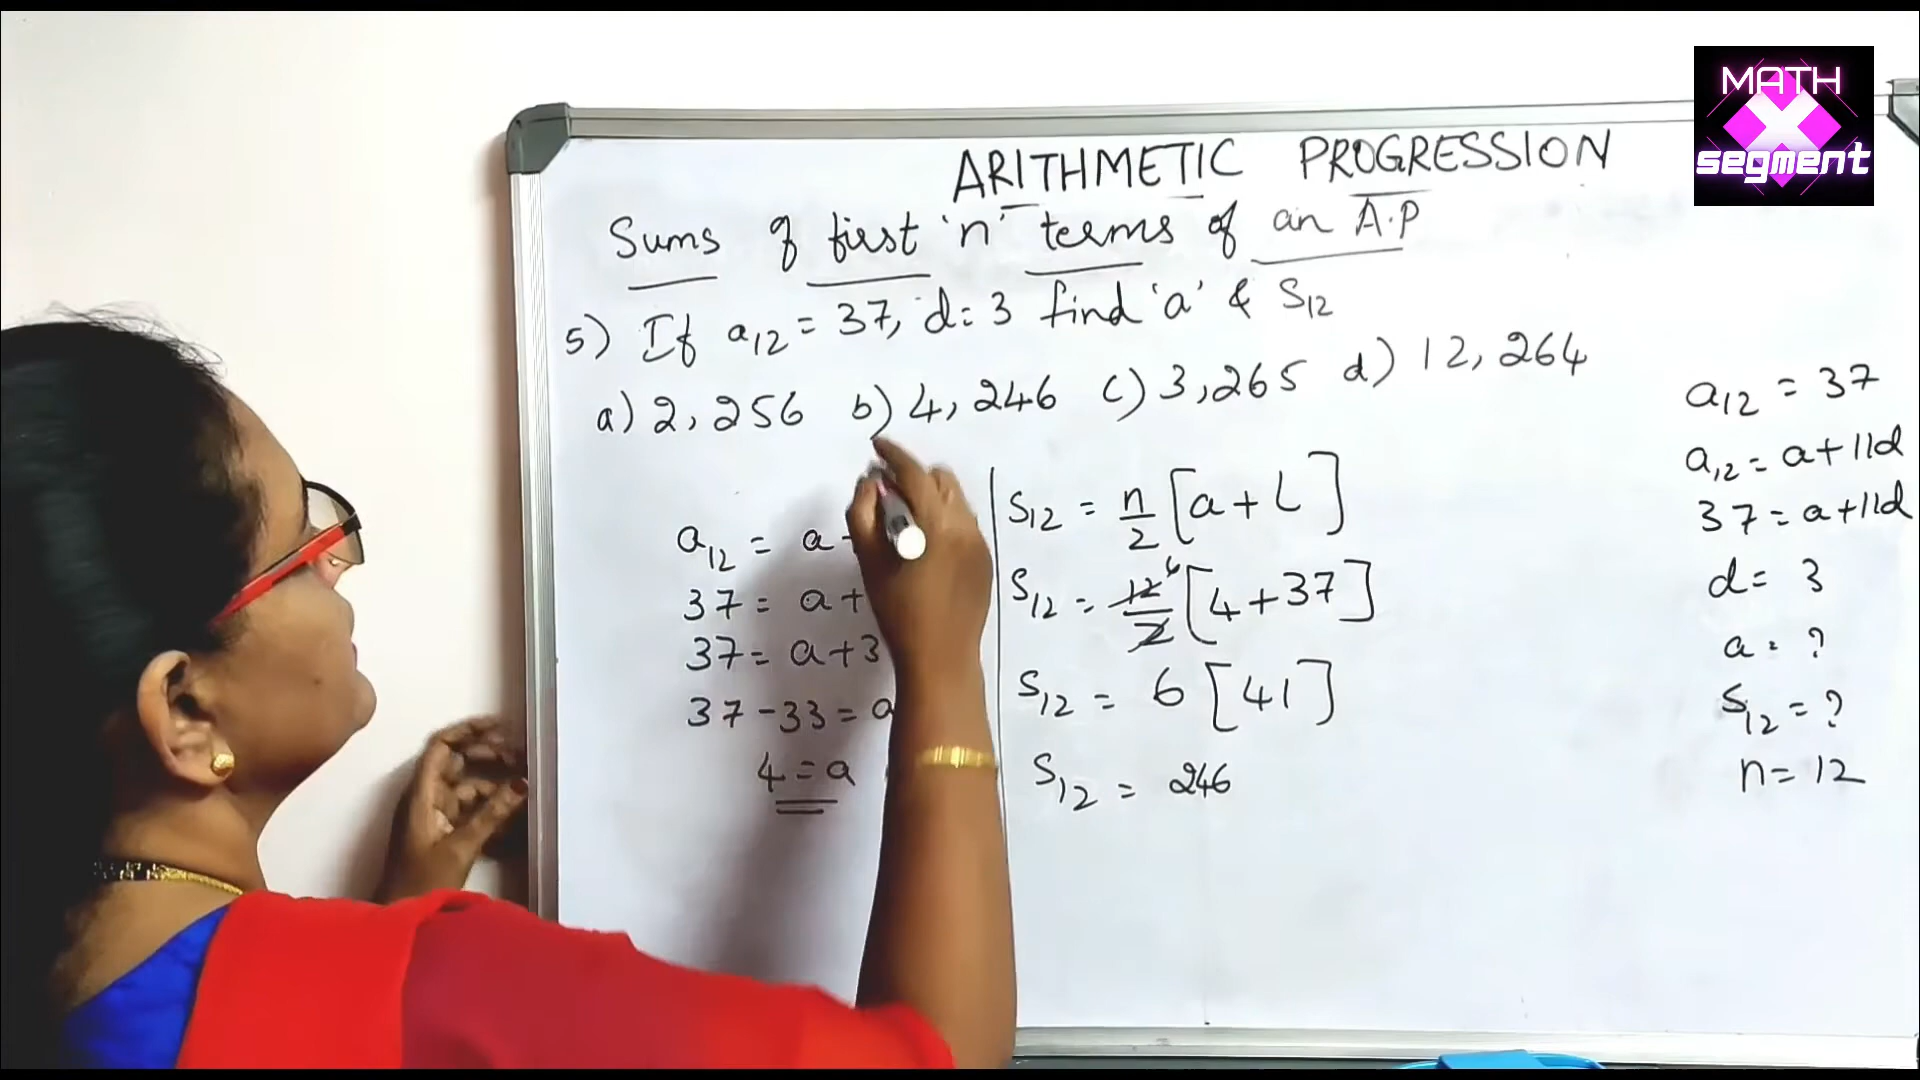 MATH
segment
ARITHMETIC PROGRESSION
Sums of first 'n' terms of an A.P
5) If a12 = 37, d = 3 find 'a' & S12
a) 2, 256 b) 4, 246 c) 3, 265 d) 12, 264
a12 = a
37 = a +
37 = a + 3
37 - 33 = a
4 = a
S12 = n/2 [a + L]
S12 = 12/2 6 [4 + 37]
S12 = 6 [41]
S12 = 246
a12 = 37
a12 = a + 11d
37 = a + 11d
d = 3
a = ?
S12 = ?
n = 12